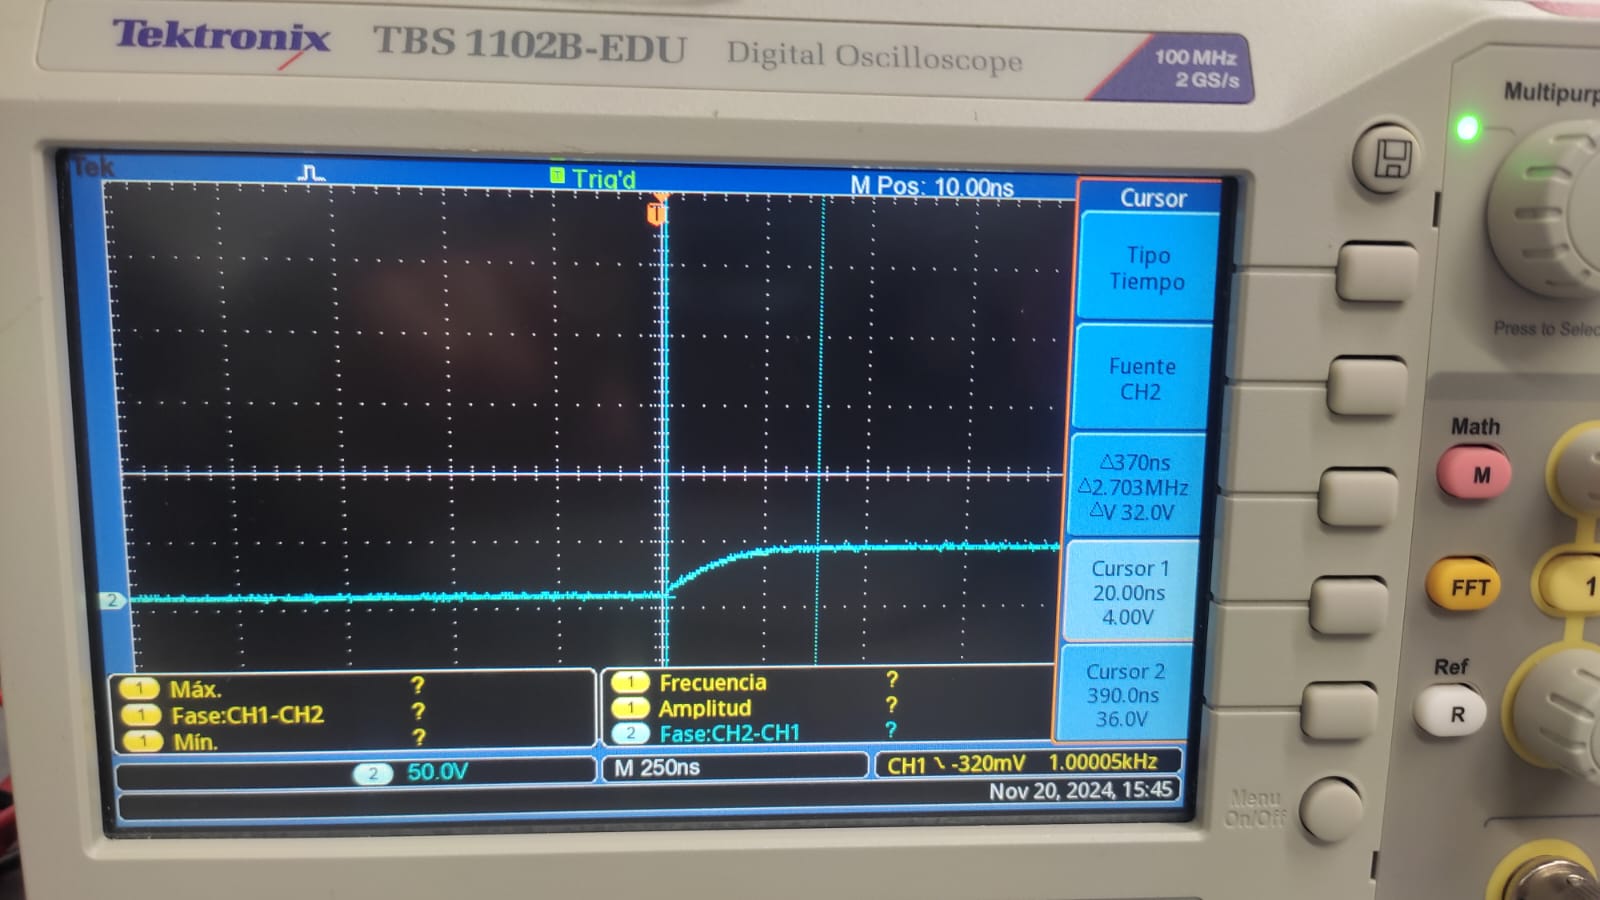 Tektronix TBS 1102B-EDU Digital Oscilloscope 100 MHz
2 GS/s
Multipurp
Tek T Trig'd M Pos: 10.00ns
Cursor
T
Tipo
Tiempo
Press to Selec
Fuente
CH2
Math
M
△370ns
△2.703MHz
△V 32.0V
Cursor 1
20.00ns
4.00V
FFT
1
2
Ref
R
Cursor 2
390.0ns
36.0V
1 Máx. ?
1 Fase:CH1-CH2 ?
1 Mín. ?
1 Frecuencia ?
1 Amplitud ?
2 Fase:CH2-CH1 ?
2 50.0V M 250ns CH1 -320mV 1.00005kHz
Nov 20, 2024, 15:45
Menu
On/Off